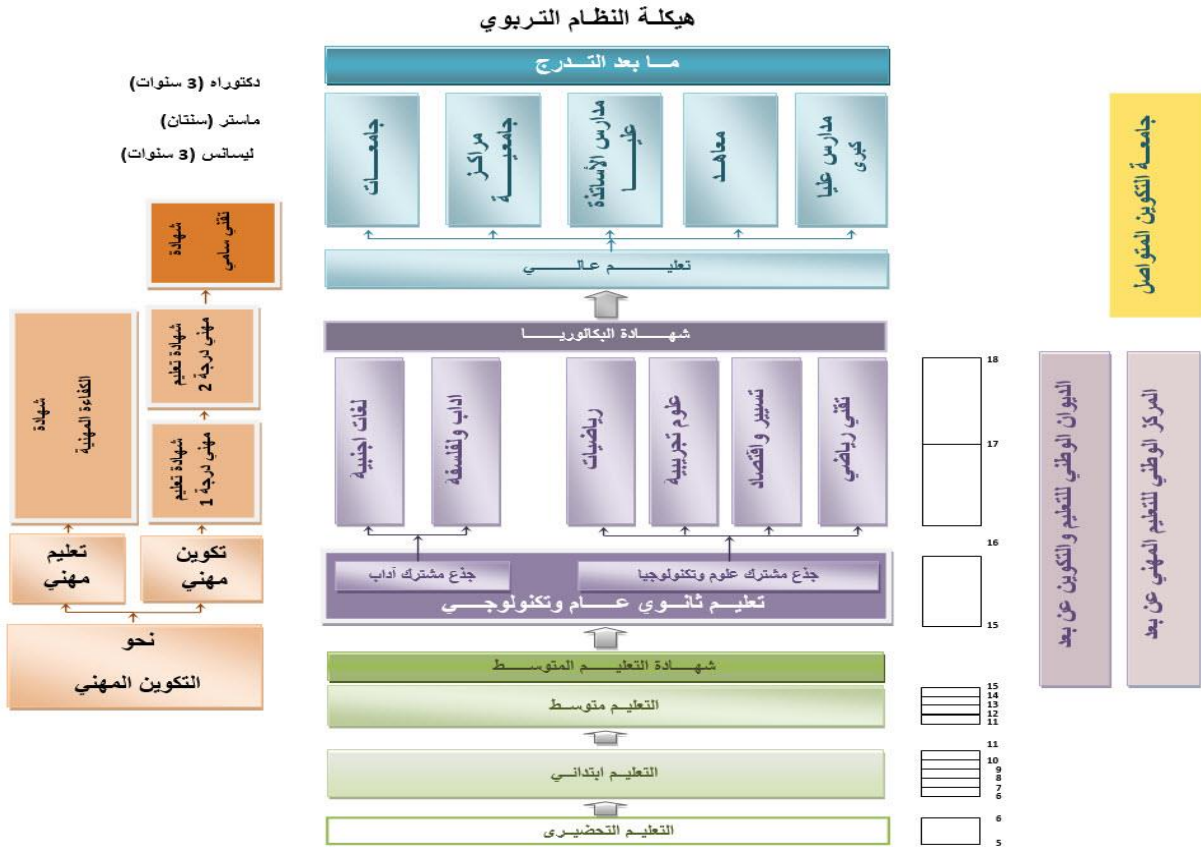 هيكلة النظام التربوي
ما بعد التدرج
دكتوراه (3 سنوات)
ماستر (سنتان)
ليسانس (3 سنوات)
مدارس عليا
كبرى
معاهد
مدارس الأساتذة
عليا
مراكز
جامعية
جامعات
جامعة التكوين المتواصل
تعليم عالي
شهادة
تقني سامي
شهادة البكالوريا
تقني رياضي
تسيير واقتصاد
علوم تجريبية
رياضيات
اداب ولفلسفة
لغات اجنبية
شهادة تعليم
مهني درجة 2
شهادة
الكفاءة المهنية
شهادة تعليم
مهني درجة 1
18
17
16
15
المركز الوطني للتعليم المهني عن بعد
الديوان الوطني للتعليم والتكوين عن بعد
جذع مشترك علوم وتكنولوجيا
جذع مشترك آداب
تعليم ثانوي عام وتكنولوجي
تكوين
مهني
تعليم
مهني
نحو
التكوين المهني
شهادة التعليم المتوسط
التعليم متوسط
15
14
13
12
11
التعليم ابتدائي
11
10
9
8
7
6
التعليم التحضيرى
6
5